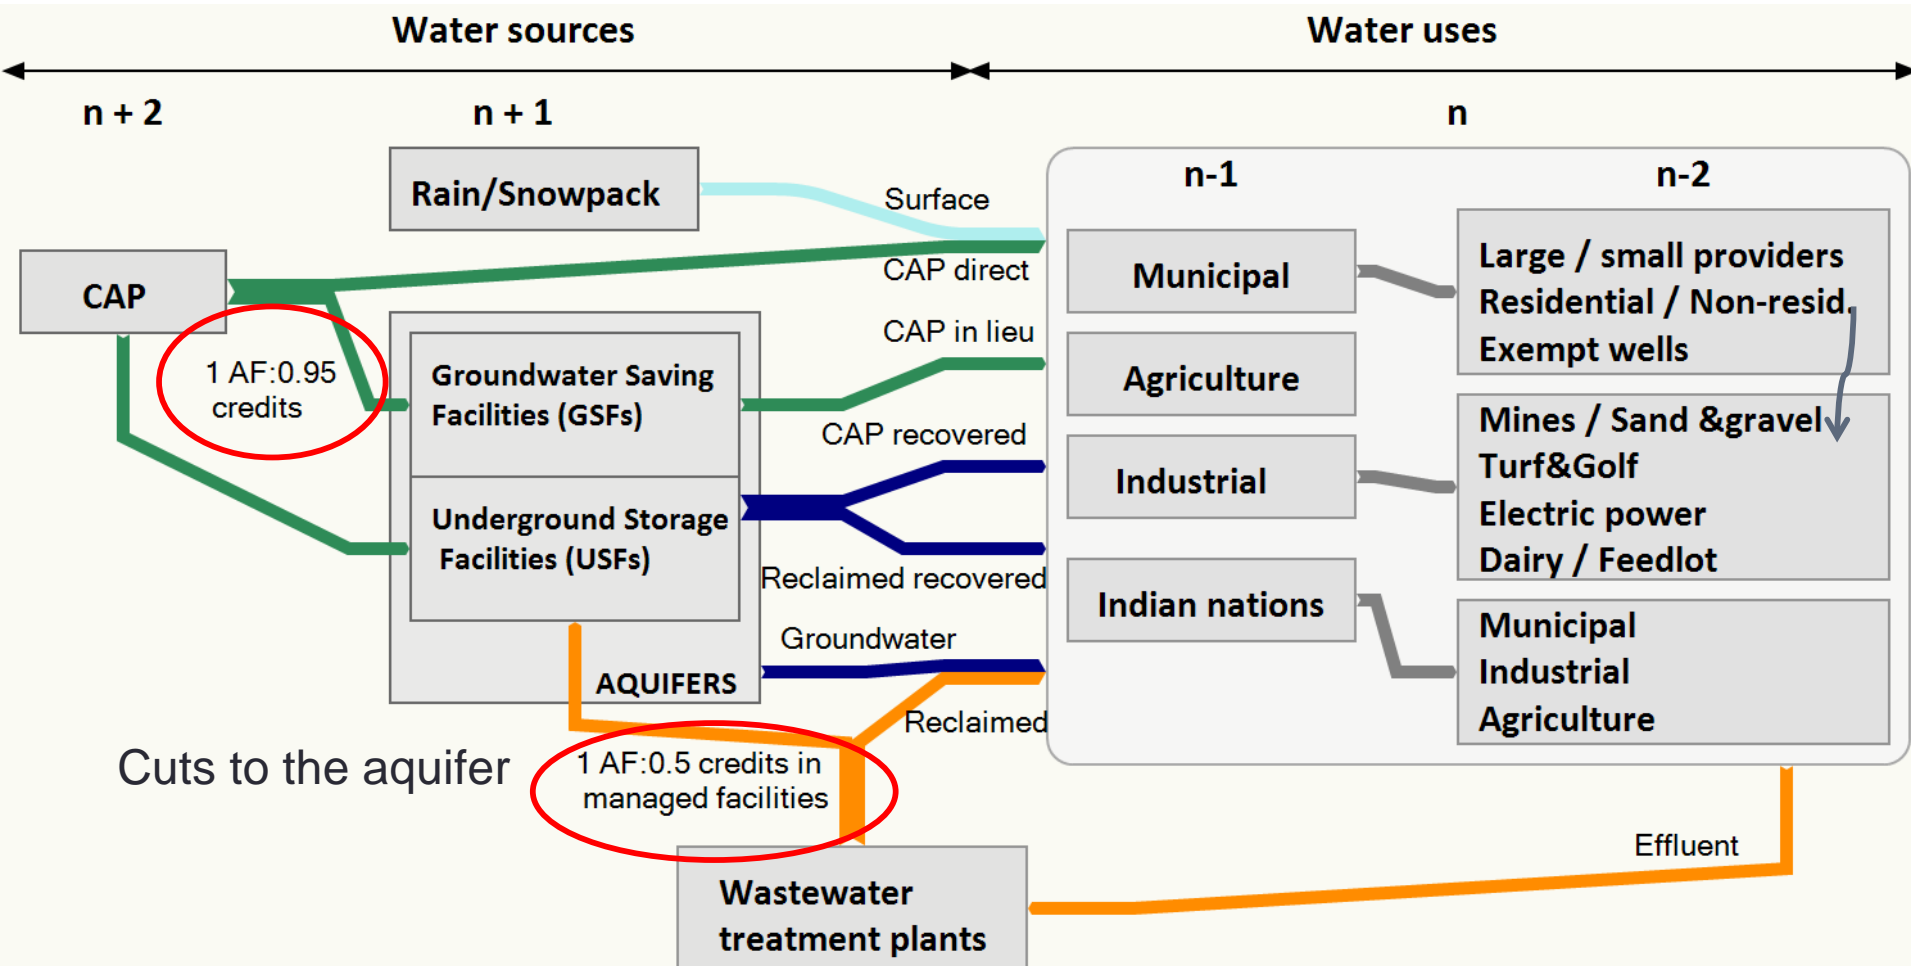 Water sources
Water uses
n + 2
n + 1
n
n-1
n-2
Rain/Snowpack
Surface
CAP
CAP direct
1 AF:0.95
credits
Groundwater Saving
Facilities (GSFs)
CAP in lieu
CAP recovered
Underground Storage
Facilities (USFs)
Reclaimed recovered
Groundwater
AQUIFERS
Reclaimed
Municipal
Agriculture
Industrial
Indian nations
Large / small providers
Residential / Non-resid.
Exempt wells
Mines / Sand &gravel
Turf&Golf
Electric power
Dairy / Feedlot
Municipal
Industrial
Agriculture
Cuts to the aquifer
1 AF:0.5 credits in
managed facilities
Effluent
Wastewater
treatment plants